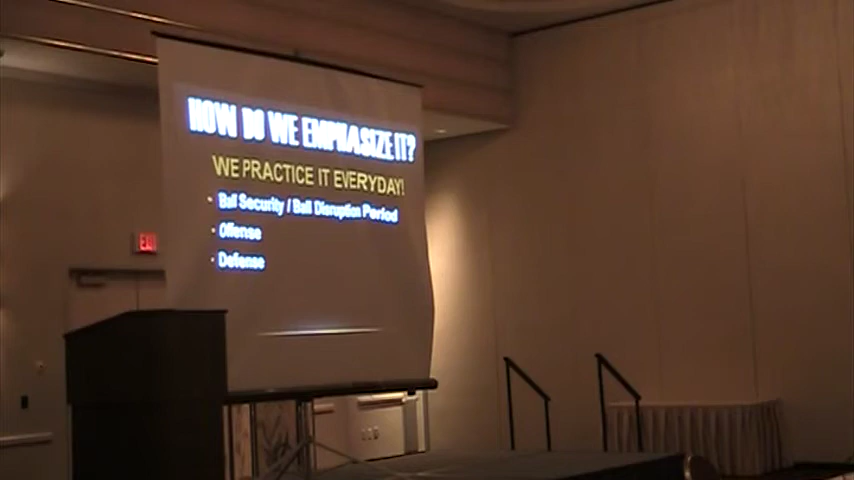 HOW DO WE EMPHASIZE IT?
WE PRACTICE IT EVERYDAY!
• Ball Security / Ball Disruption Period
• Offense
• Defense
EXIT